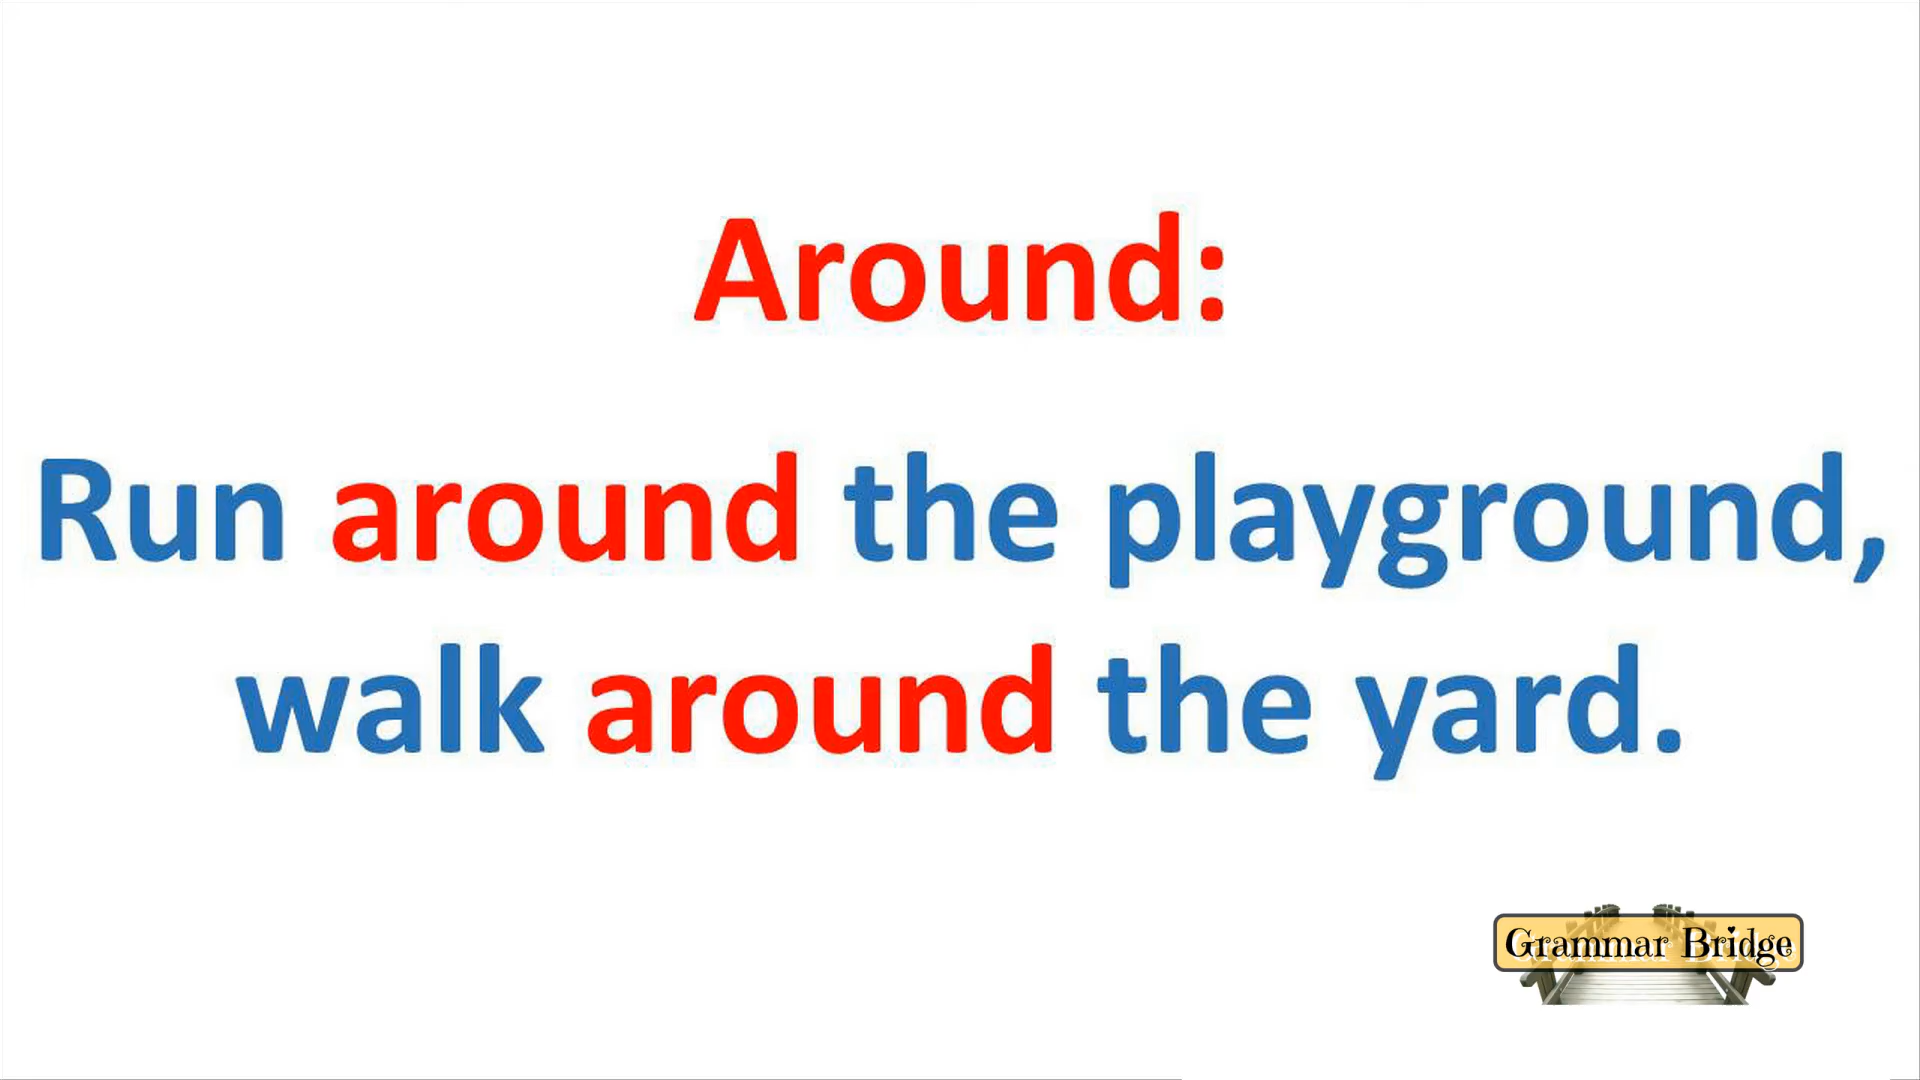 Around:
Run around the playground,
walk around the yard.
Grammar Bridge